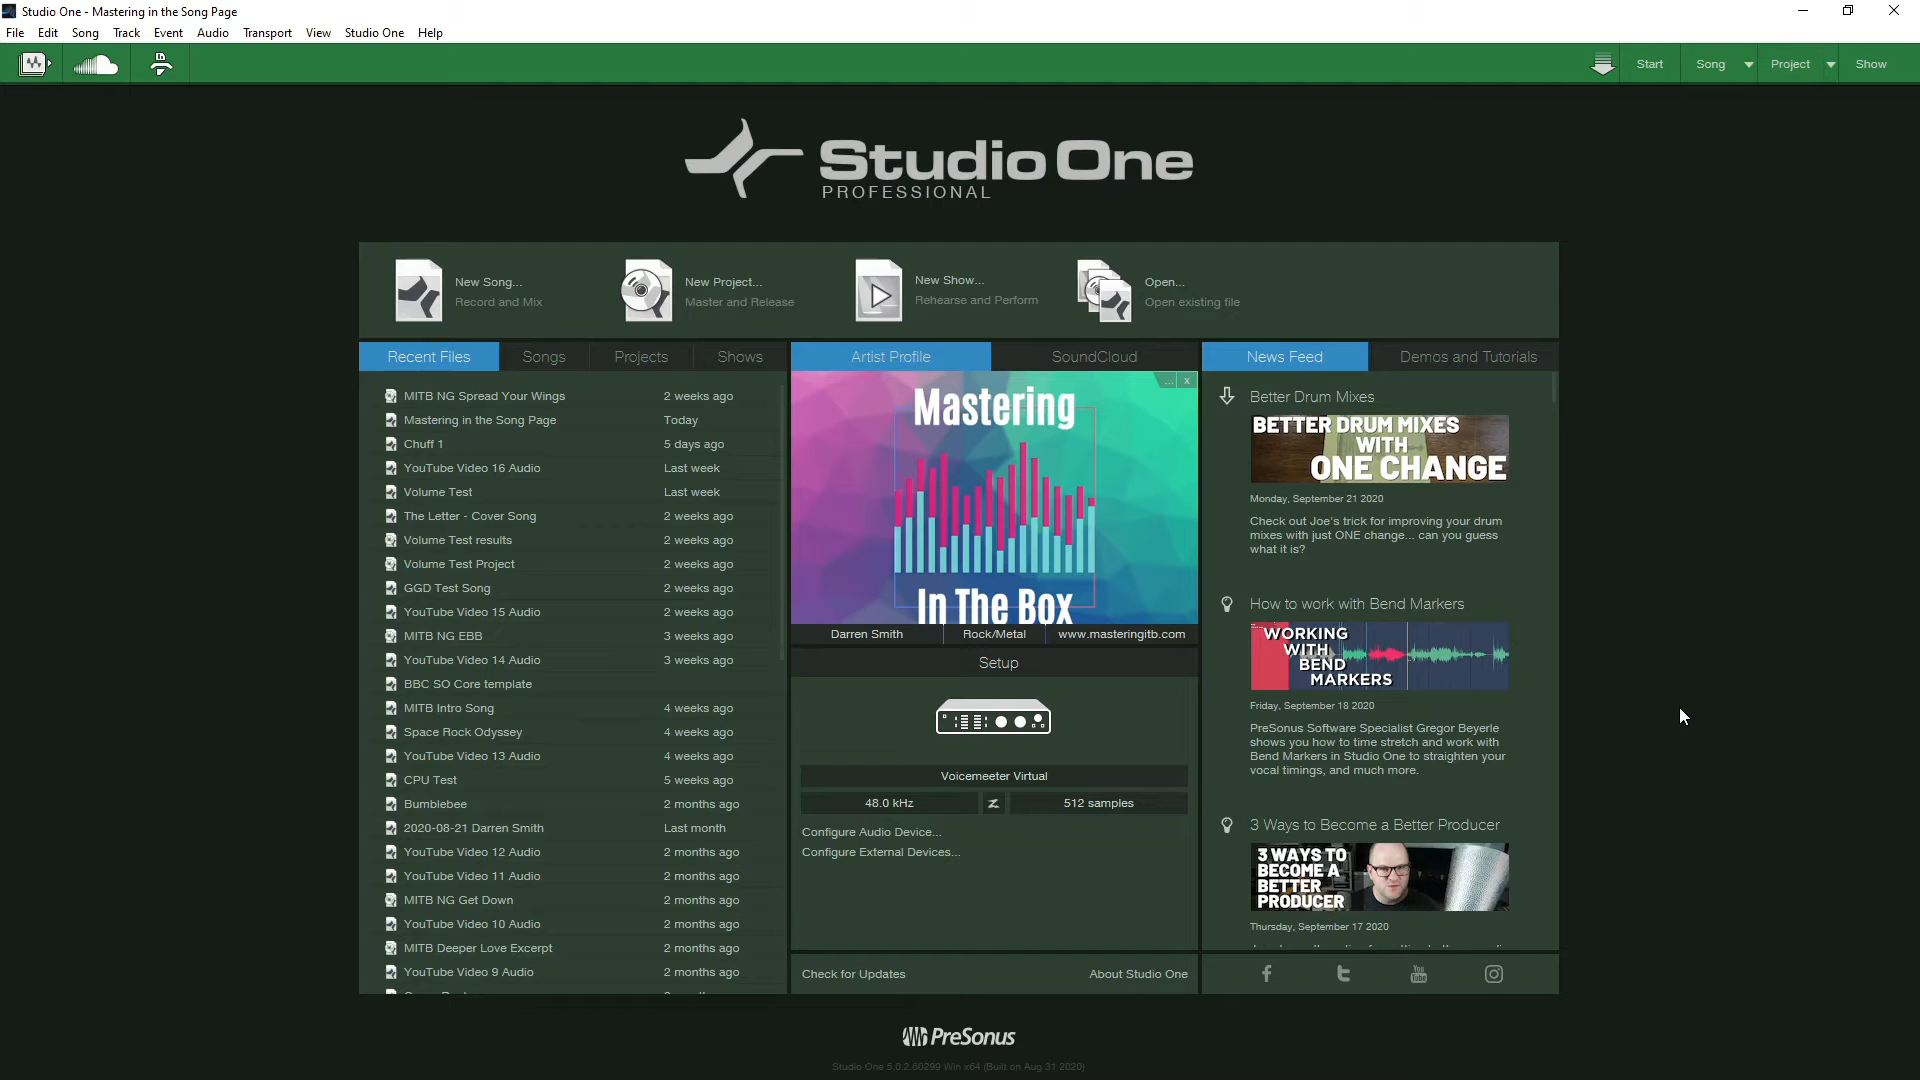 Studio One - Mastering in the Song Page
File Edit Song Track Event Audio Transport View Studio One Help
Start Song Project Show
Studio One
PROFESSIONAL
New Song...
Record and Mix
New Project...
Master and Release
New Show...
Rehearse and Perform
Open...
Open existing file
Recent Files Songs Projects Shows
MITB NG Spread Your Wings 2 weeks ago
Mastering in the Song Page Today
Chuff 1 5 days ago
YouTube Video 16 Audio Last week
Volume Test Last week
The Letter - Cover Song 2 weeks ago
Volume Test results 2 weeks ago
Volume Test Project 2 weeks ago
GGD Test Song 2 weeks ago
YouTube Video 15 Audio 2 weeks ago
MITB NG EBB 3 weeks ago
YouTube Video 14 Audio 3 weeks ago
BBC SO Core template
MITB Intro Song 4 weeks ago
Space Rock Odyssey 4 weeks ago
YouTube Video 13 Audio 4 weeks ago
CPU Test 5 weeks ago
Bumblebee 2 months ago
2020-08-21 Darren Smith Last month
YouTube Video 12 Audio 2 months ago
YouTube Video 11 Audio 2 months ago
MITB NG Get Down 2 months ago
YouTube Video 10 Audio 2 months ago
MITB Deeper Love Excerpt 2 months ago
YouTube Video 9 Audio 2 months ago
Artist Profile SoundCloud
... x
Mastering
In The Box
Darren Smith Rock/Metal www.masteringitb.com
Setup
Voicemeeter Virtual
48.0 kHz 512 samples
Configure Audio Device...
Configure External Devices...
Check for Updates About Studio One
News Feed Demos and Tutorials
Better Drum Mixes
BETTER DRUM MIXES
WITH
ONE CHANGE
Monday, September 21 2020
Check out Joe's trick for improving your drum
mixes with just ONE change... can you guess
what it is?
How to work with Bend Markers
WORKING
WITH
BEND
MARKERS
Friday, September 18 2020
PreSonus Software Specialist Gregor Beyerle
shows you how to time stretch and work with
Bend Markers in Studio One to straighten your
vocal timings, and much more.
3 Ways to Become a Better Producer
3 WAYS TO
BECOME A
BETTER
PRODUCER
Thursday, September 17 2020
You Tube
PreSonus
Studio One 5.0.2.60299 Win x64 (Built on Aug 31 2020)